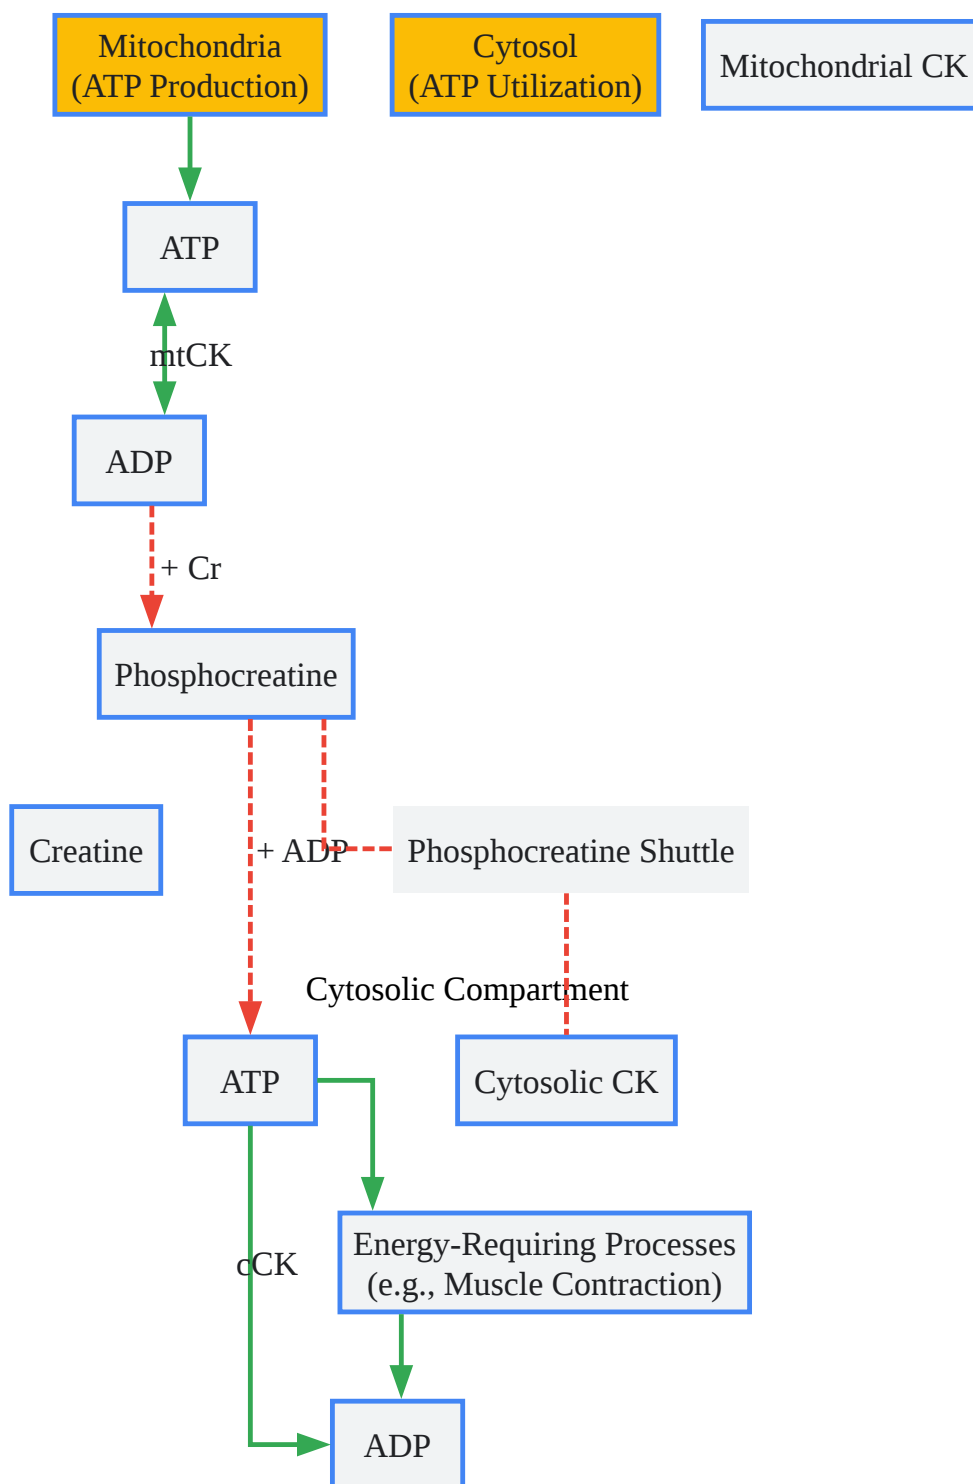 Mitochondria
(ATP Production)
Cytosol
(ATP Utilization)
Mitochondrial CK
ATP
mtCK
ADP
+ Cr
Phosphocreatine
Creatine
+ ADP
Phosphocreatine Shuttle
Cytosolic Compartment
ATP
Cytosolic CK
Energy-Requiring Processes
(e.g., Muscle Contraction)
cCK
ADP